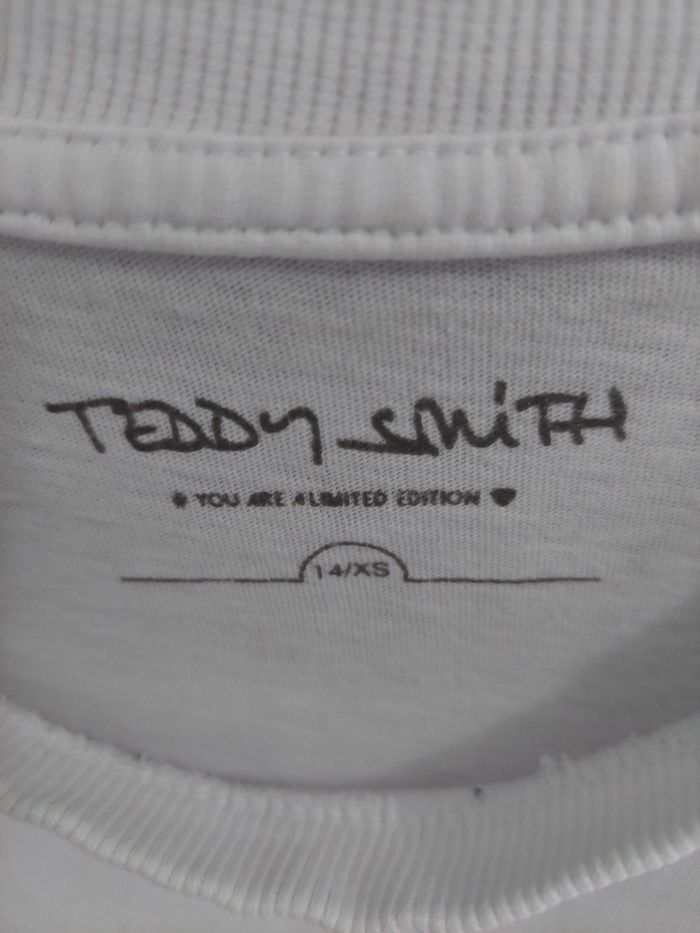 TEDDY SMiTH
YOU ARE A LIMITED EDITION
14/XS